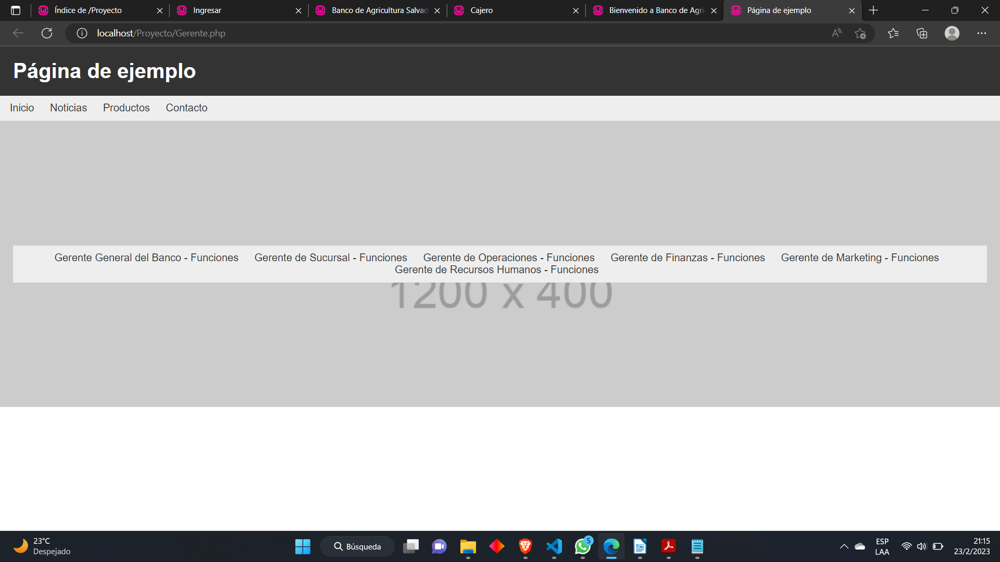 Índice de /Proyecto
Ingresar
Banco de Agricultura Salvad
Cajero
Bienvenido a Banco de Agri
Página de ejemplo
localhost/Proyecto/Gerente.php
Página de ejemplo
Inicio Noticias Productos Contacto
Gerente General del Banco - Funciones Gerente de Sucursal - Funciones Gerente de Operaciones - Funciones Gerente de Finanzas - Funciones Gerente de Marketing - Funciones
Gerente de Recursos Humanos - Funciones
1200 x 400
23°C
Despejado
Búsqueda
5
ESP
LAA
21:15
23/2/2023